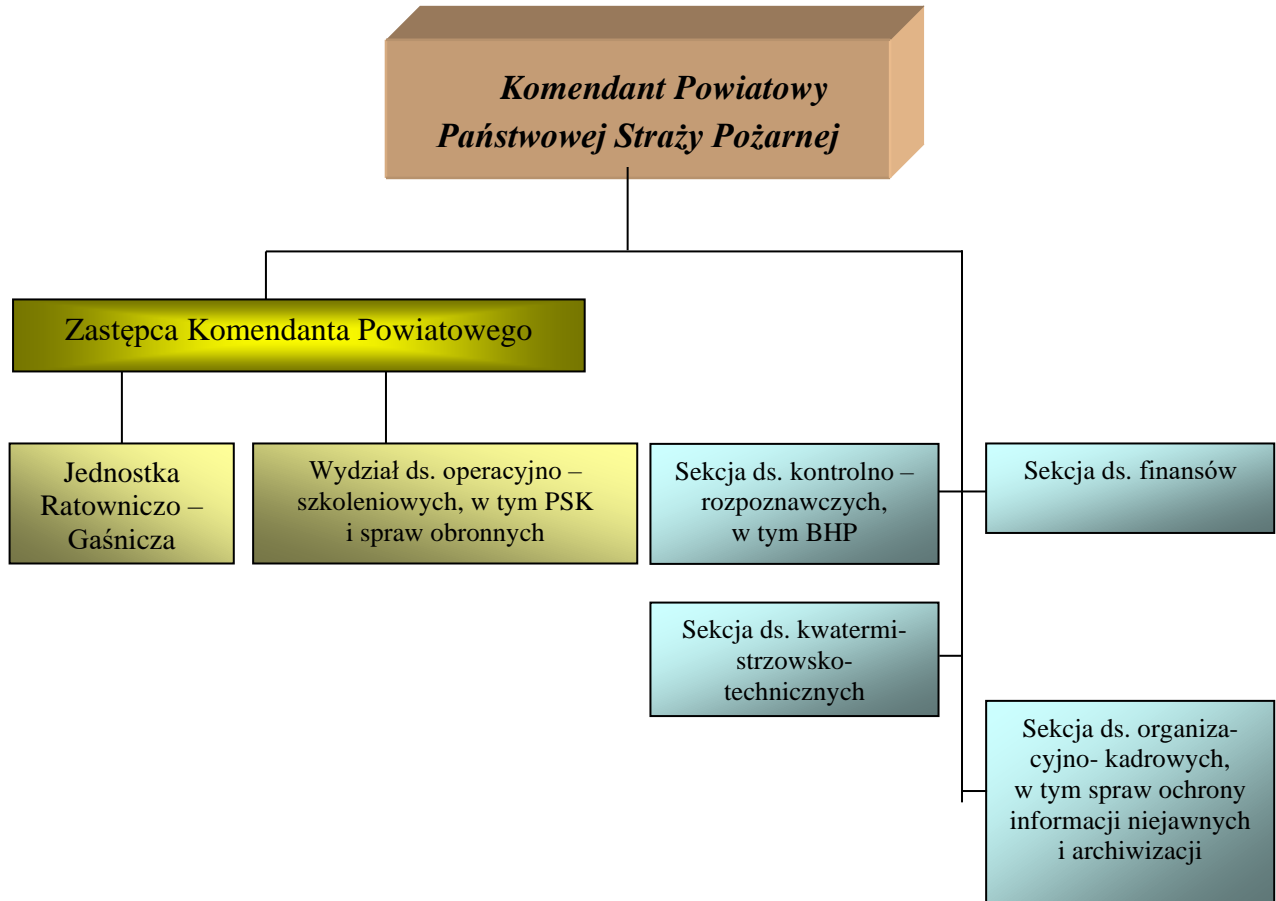 Komendant Powiatowy
Państwowej Straży Pożarnej
Zastępca Komendanta Powiatowego
Jednostka
Ratowniczo –
Gaśnicza
Wydział ds. operacyjno –
szkoleniowych, w tym PSK
i spraw obronnych
Sekcja ds. kontrolno –
rozpoznawczych,
w tym BHP
Sekcja ds. finansów
Sekcja ds. kwatermi-
strzowsko-
technicznych
Sekcja ds. organiza-
cyjno- kadrowych,
w tym spraw ochrony
informacji niejawnych
i archiwizacji